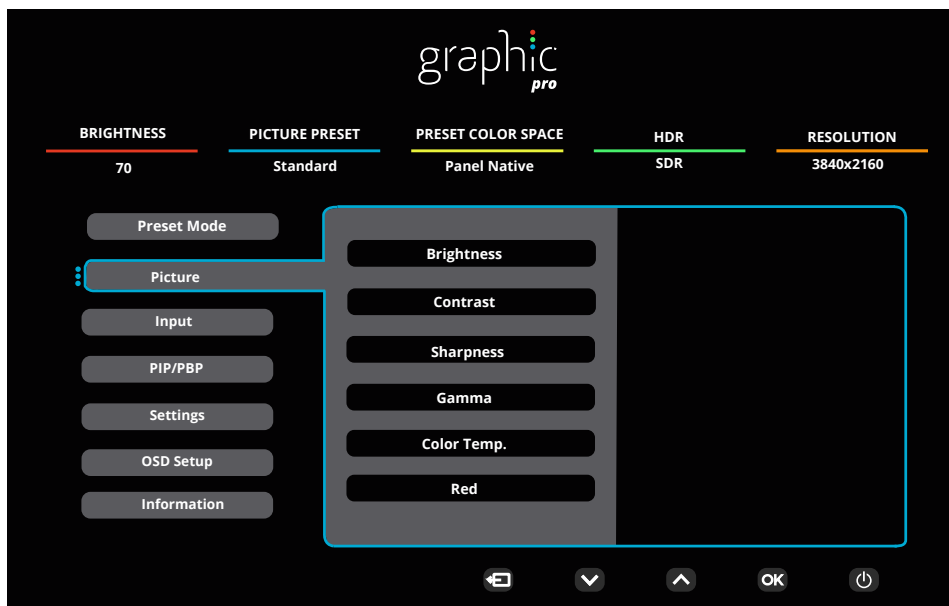 graphic
pro
BRIGHTNESS
70
PICTURE PRESET
Standard
PRESET COLOR SPACE
Panel Native
HDR
SDR
RESOLUTION
3840x2160
Preset Mode
Picture
Input
PIP/PBP
Settings
OSD Setup
Information
Brightness
Contrast
Sharpness
Gamma
Color Temp.
Red
OK